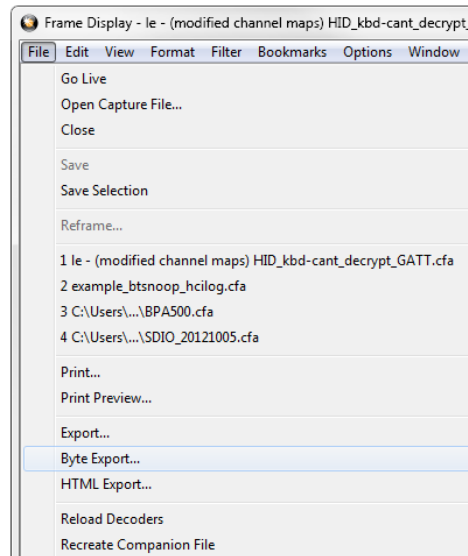 Frame Display - le - (modified channel maps) HID_kbd-cant_decrypt_
File Edit View Format Filter Bookmarks Options Window
Go Live
Open Capture File...
Close
Save
Save Selection
Reframe...
1 le - (modified channel maps) HID_kbd-cant_decrypt_GATT.cfa
2 example_btsnoop_hcilog.cfa
3 C:\Users\...\BPA500.cfa
4 C:\Users\...\SDIO_20121005.cfa
Print...
Print Preview...
Export...
Byte Export...
HTML Export...
Reload Decoders
Recreate Companion File